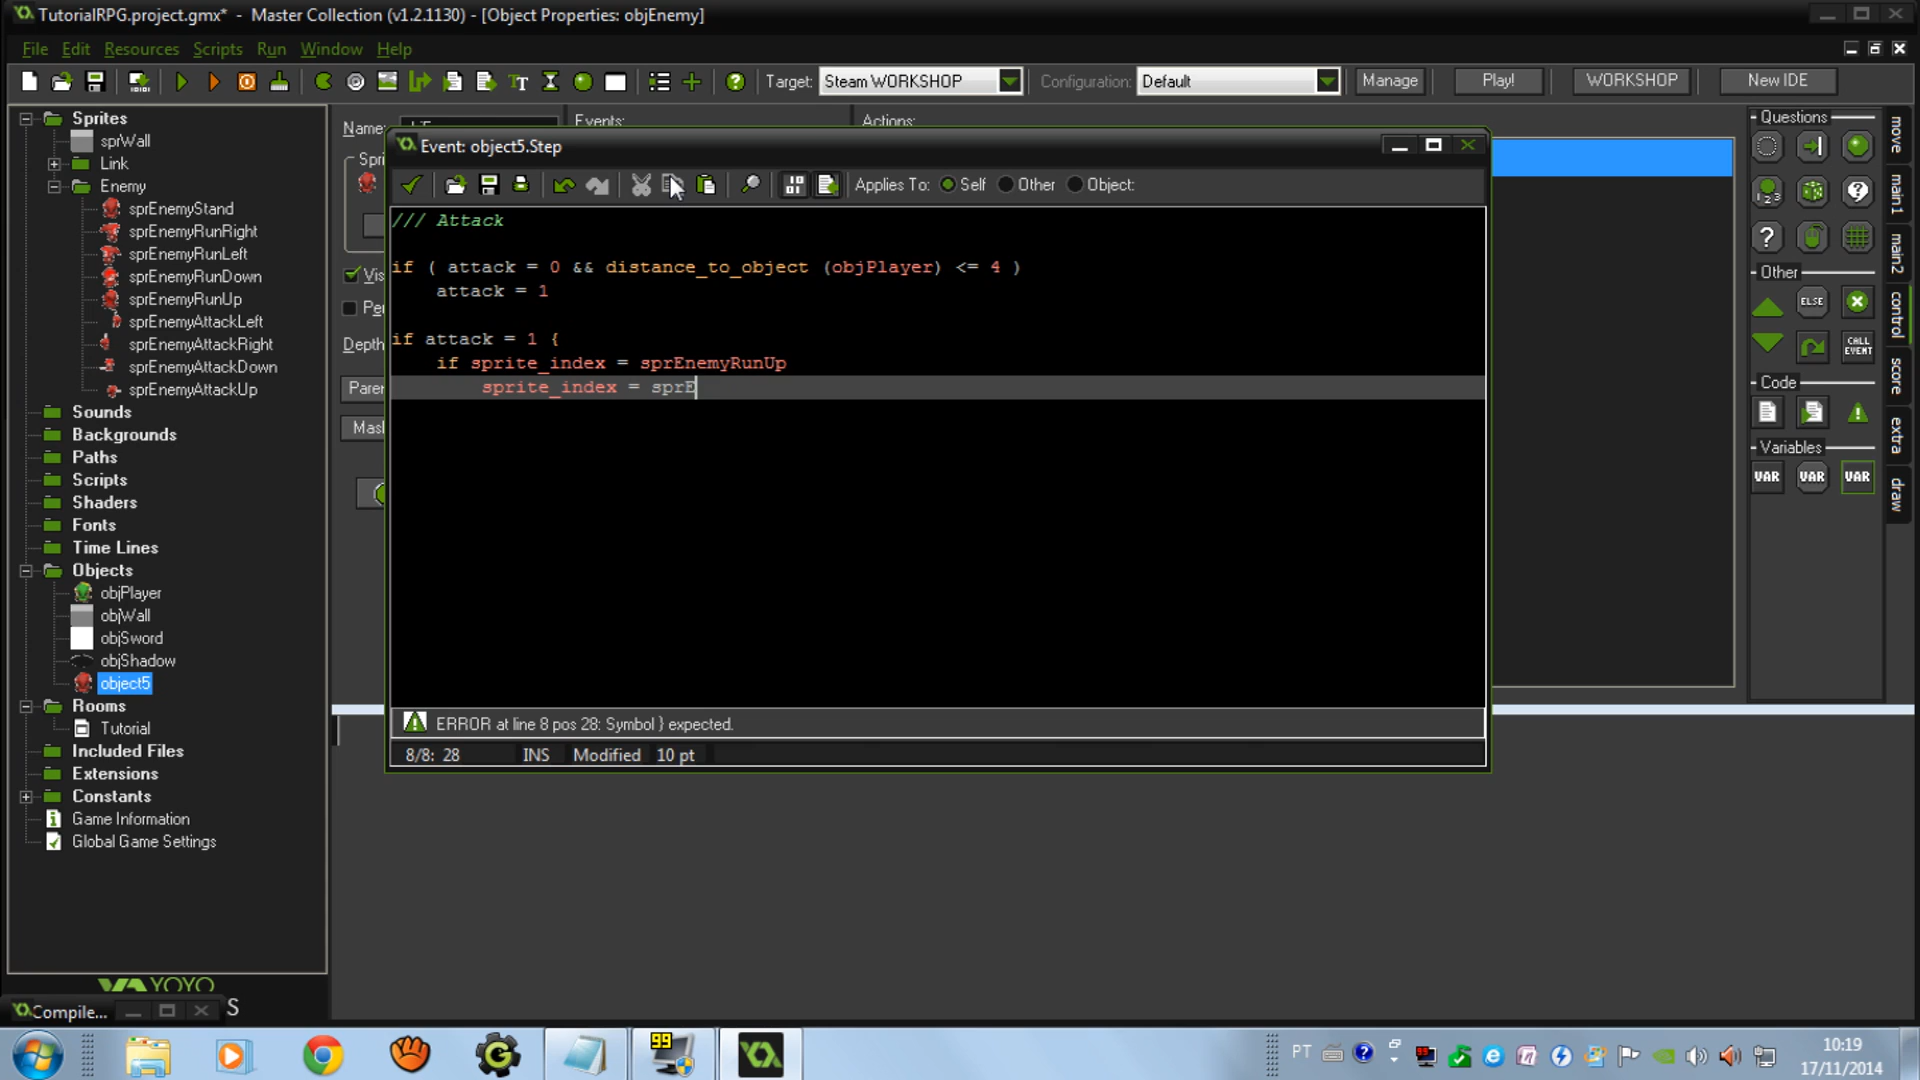 TutorialRPG.project.gmx* - Master Collection (v1.2.1130) - [Object Properties: objEnemy]
File Edit Resources Scripts Run Window Help
Target: Steam WORKSHOP Configuration: Default Manage Play! WORKSHOP New IDE
Sprites
sprWall
Link
Enemy
sprEnemyStand
sprEnemyRunRight
sprEnemyRunLeft
sprEnemyRunDown
sprEnemyRunUp
sprEnemyAttackLeft
sprEnemyAttackRight
sprEnemyAttackDown
sprEnemyAttackUp
Sounds
Backgrounds
Paths
Scripts
Shaders
Fonts
Time Lines
Objects
objPlayer
objWall
objSword
objShadow
object5
Rooms
Tutorial
Included Files
Extensions
Constants
Game Information
Global Game Settings
YOYO
Compile... S
Name:
Events:
Actions:
Spri
Vis
Pe
Depth
Parer
Masl
Event: object5.Step
Applies To: Self Other Object:
/// Attack
if ( attack = 0 && distance_to_object (objPlayer) <= 4 )
attack = 1
if attack = 1 {
if sprite_index = sprEnemyRunUp
sprite_index = sprE
ERROR at line 8 pos 28: Symbol } expected.
8/8: 28 INS Modified 10 pt
Questions
Other
ELSE
CALL EVENT
Code
Variables
VAR VAR VAR
move
main1
main2
control
score
extra
draw
99
PT
10:19
17/11/2014